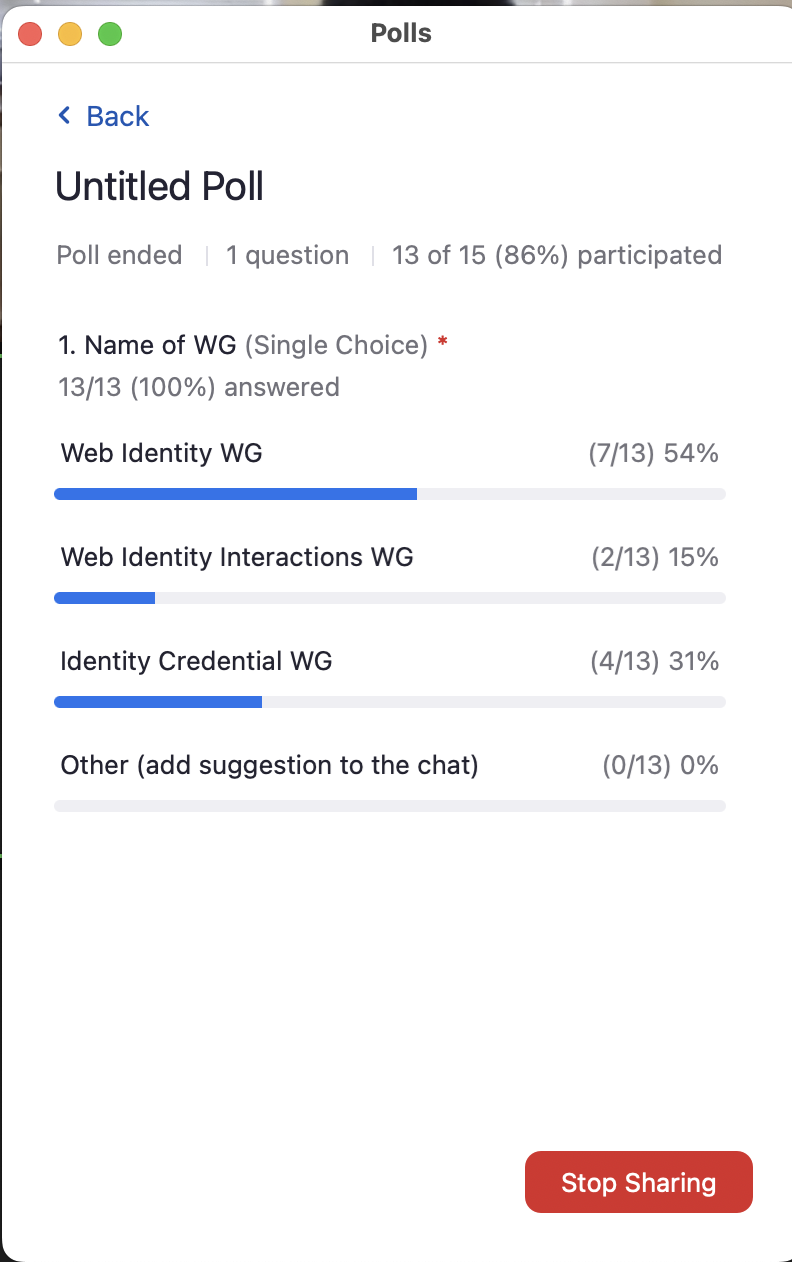 Polls
Back
Untitled Poll
Poll ended | 1 question | 13 of 15 (86%) participated
1. Name of WG (Single Choice) *
13/13 (100%) answered
Web Identity WG (7/13) 54%
Web Identity Interactions WG (2/13) 15%
Identity Credential WG (4/13) 31%
Other (add suggestion to the chat) (0/13) 0%
Stop Sharing